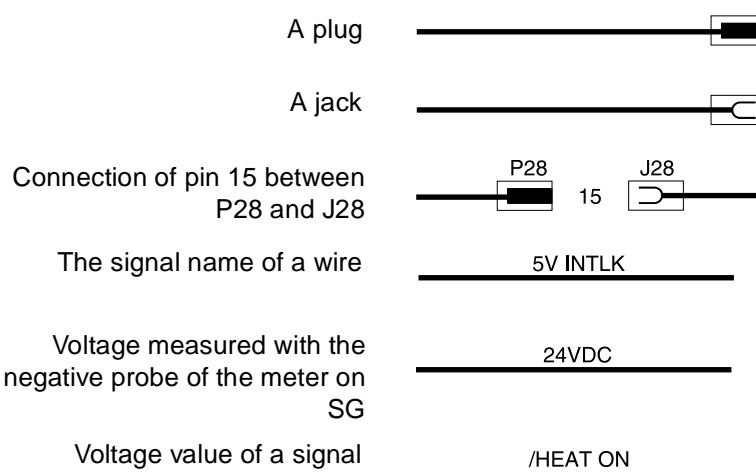 A plug
A jack
Connection of pin 15 between
P28 and J28
P28
15
J28
The signal name of a wire
5V INTLK
Voltage measured with the
negative probe of the meter on
SG
24VDC
Voltage value of a signal
/HEAT ON